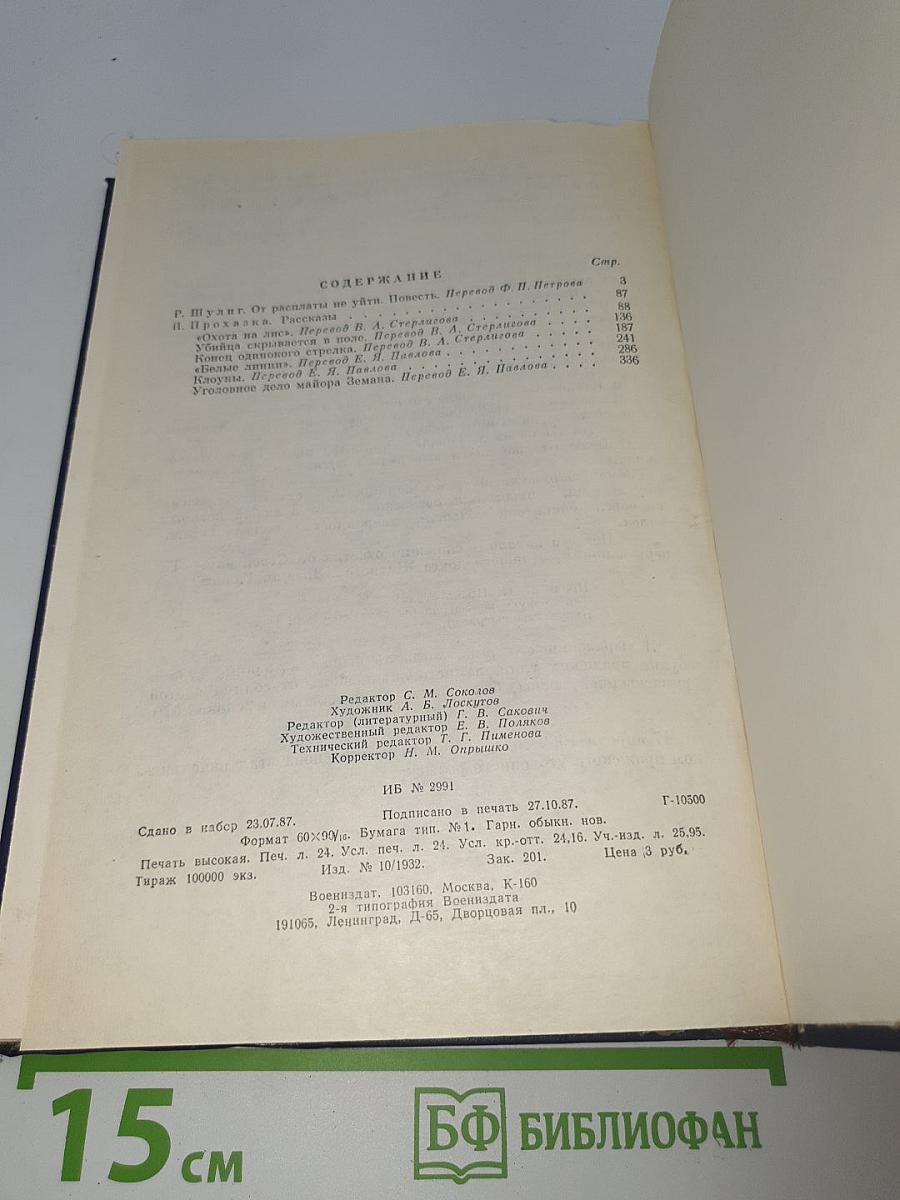 СОДЕРЖАНИЕ
Стр.
Р. Шулиг. От расплаты не уйти. Повесть. Перевод Ф. П. Петрова 3
П. Прохазка. Рассказы . . . . . . . . . . . . . . . . 87
«Охота на лис». Перевод В. А. Стерлигова . . . . . . . 88
Убийца скрывается в поле. Перевод В. А. Стерлигова . . . 136
Конец одинокого стрелка. Перевод В. А. Стерлигова . . . . 187
«Белые линии». Перевод Е. Я. Павлова . . . . . . . . . 241
Клоуны. Перевод Е. Я. Павлова . . . . . . . . . . . . 286
Уголовное дело майора Земана. Перевод Е. Я. Павлова . . . . 336
Редактор С. М. Соколов
Художник А. Б. Лоскутов
Редактор (литературный) Г. В. Сакович
Художественный редактор Е. В. Поляков
Технический редактор Т. Г. Пименова
Корректор Н. М. Опрышко
ИБ № 2991
Сдано в набор 23.07.87. Подписано в печать 27.10.87. Г-10500
Формат 60×90/16. Бумага тип. №1. Гарн. обыкн. нов.
Печать высокая. Печ. л. 24. Усл. печ. л. 24. Усл. кр.-отт. 24,16. Уч.-изд. л. 25,95.
Тираж 100000 экз. Изд. № 10/1932. Зак. 201. Цена 3 руб.
Воениздат, 103160, Москва, К-160
2-я типография Воениздата
191065, Ленинград, Д-65, Дворцовая пл., 10
15 см
БФ БИБЛИОФАН